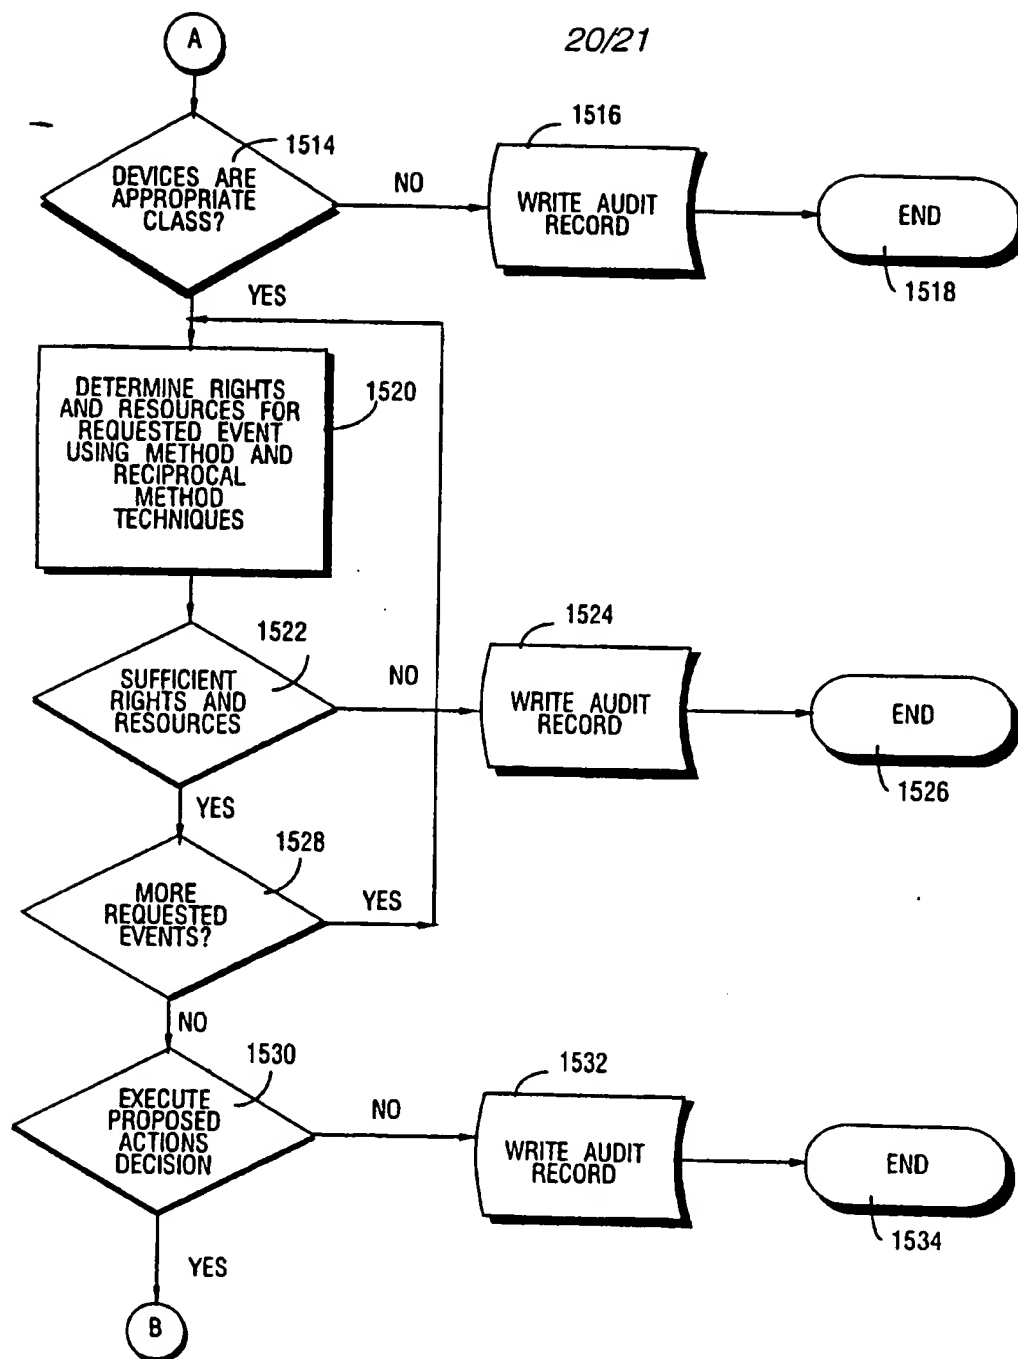 20/21
A
1514
DEVICES ARE
APPROPRIATE
CLASS?
NO
1516
WRITE AUDIT
RECORD
END
1518
YES
DETERMINE RIGHTS
AND RESOURCES FOR
REQUESTED EVENT
USING METHOD AND
RECIPROCAL
METHOD
TECHNIQUES
1520
1522
SUFFICIENT
RIGHTS AND
RESOURCES
NO
1524
WRITE AUDIT
RECORD
END
1526
YES
1528
MORE
REQUESTED
EVENTS?
YES
NO
1530
EXECUTE
PROPOSED
ACTIONS
DECISION
NO
1532
WRITE AUDIT
RECORD
END
1534
YES
B